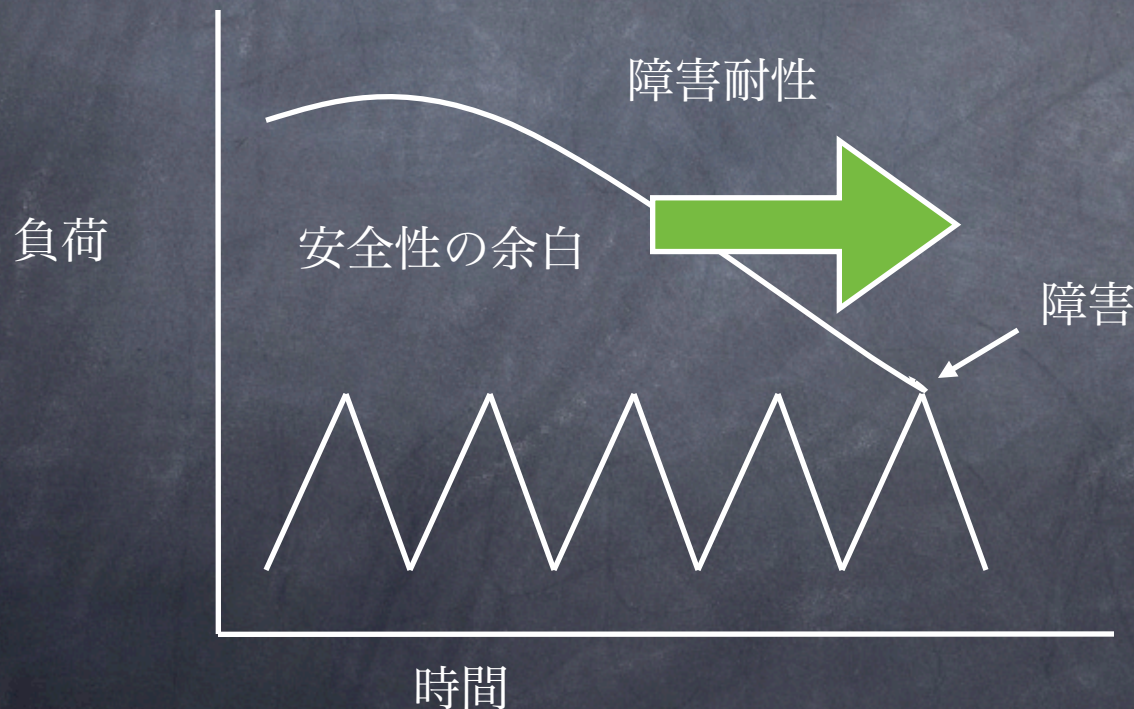 障害耐性
負荷
安全性の余白
障害
時間